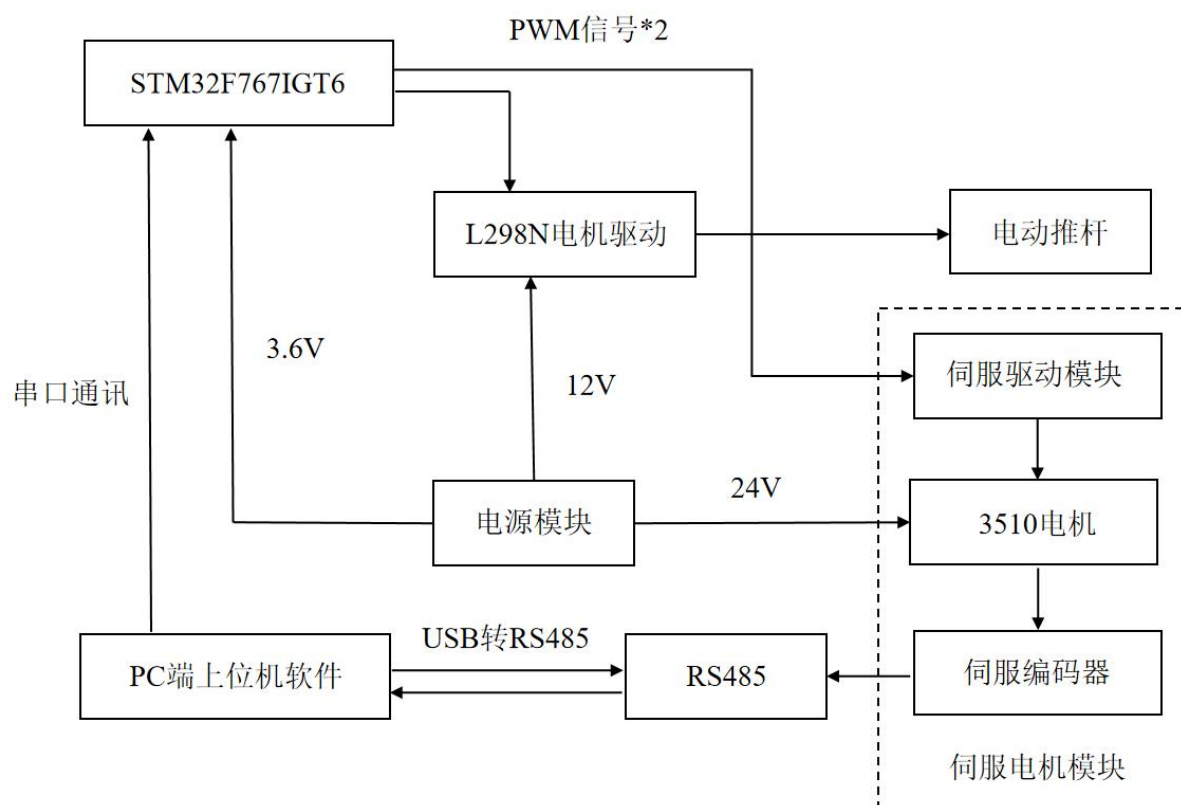 PWM信号*2
STM32F767IGT6
L298N电机驱动
电动推杆
3.6V
伺服驱动模块
12V
串口通讯
24V
电源模块
3510电机
USB转RS485
PC端上位机软件
RS485
伺服编码器
伺服电机模块